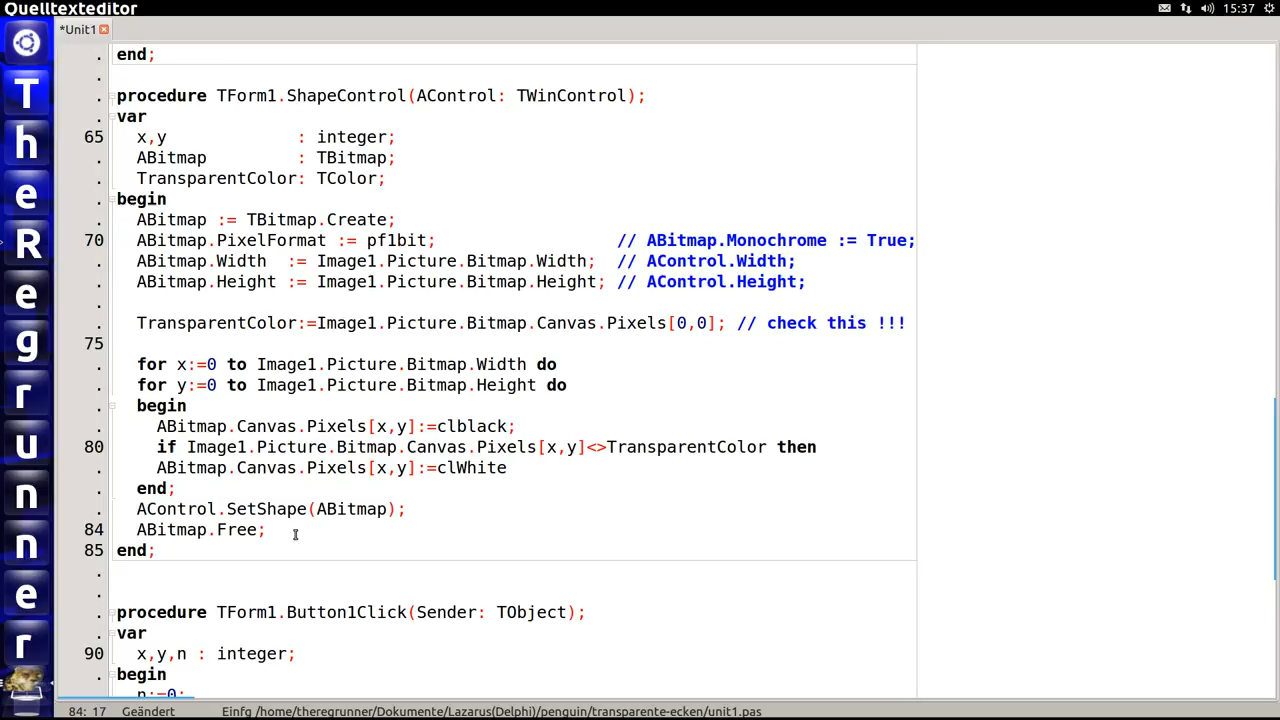 Quelltexteditor
15:37
*Unit1
. end;
.
. procedure TForm1.ShapeControl(AControl: TWinControl);
. var
65 x,y : integer;
. ABitmap : TBitmap;
. TransparentColor: TColor;
. begin
. ABitmap := TBitmap.Create;
70 ABitmap.PixelFormat := pf1bit; // ABitmap.Monochrome := True;
. ABitmap.Width := Image1.Picture.Bitmap.Width; // AControl.Width;
. ABitmap.Height := Image1.Picture.Bitmap.Height; // AControl.Height;
.
. TransparentColor:=Image1.Picture.Bitmap.Canvas.Pixels[0,0]; // check this !!!
75
. for x:=0 to Image1.Picture.Bitmap.Width do
. for y:=0 to Image1.Picture.Bitmap.Height do
. begin
. ABitmap.Canvas.Pixels[x,y]:=clblack;
80 if Image1.Picture.Bitmap.Canvas.Pixels[x,y]<>TransparentColor then
. ABitmap.Canvas.Pixels[x,y]:=clWhite
. end;
. AControl.SetShape(ABitmap);
84 ABitmap.Free;
85 end;
.
.
. procedure TForm1.Button1Click(Sender: TObject);
. var
90 x,y,n : integer;
. begin
. n:=0;
84: 17 Geändert Einfg /home/theregrunner/Dokumente/Lazarus(Delphi)/penguin/transparente-ecken/unit1.pas
T
h
e
R
e
g
r
u
n
n
e
r